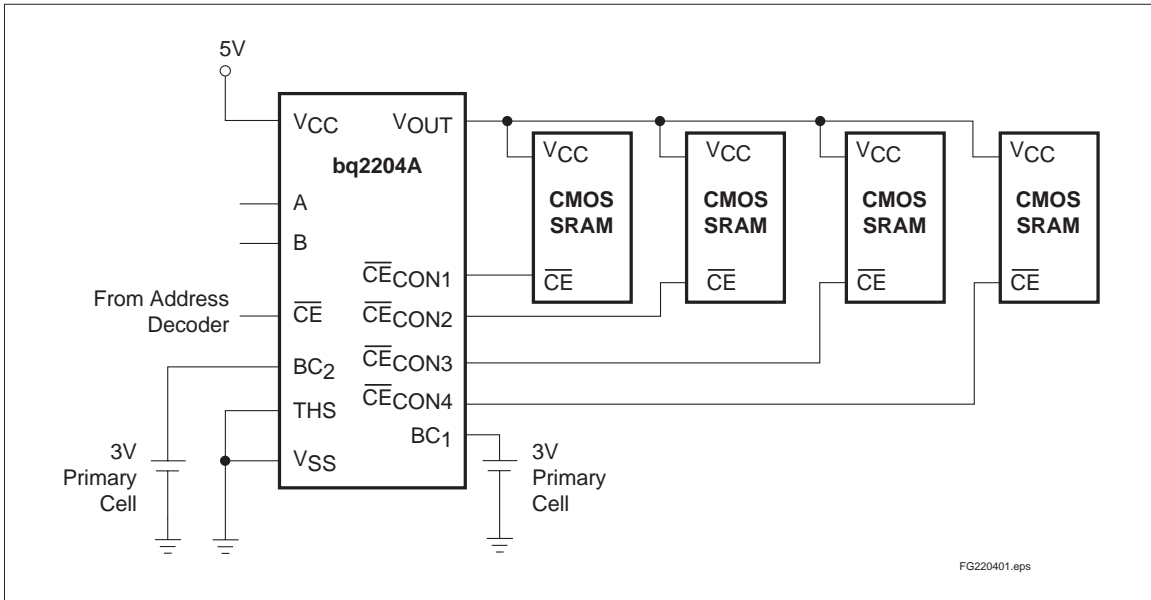 5V
VCC
VOUT
bq2204A
A
B
CECON1
From Address
Decoder
CE
CECON2
CECON3
BC2
CECON4
THS
BC1
VSS
3V
Primary
Cell
3V
Primary
Cell
VCC
CMOS
SRAM
CE
VCC
CMOS
SRAM
CE
VCC
CMOS
SRAM
CE
VCC
CMOS
SRAM
CE
FG220401.eps